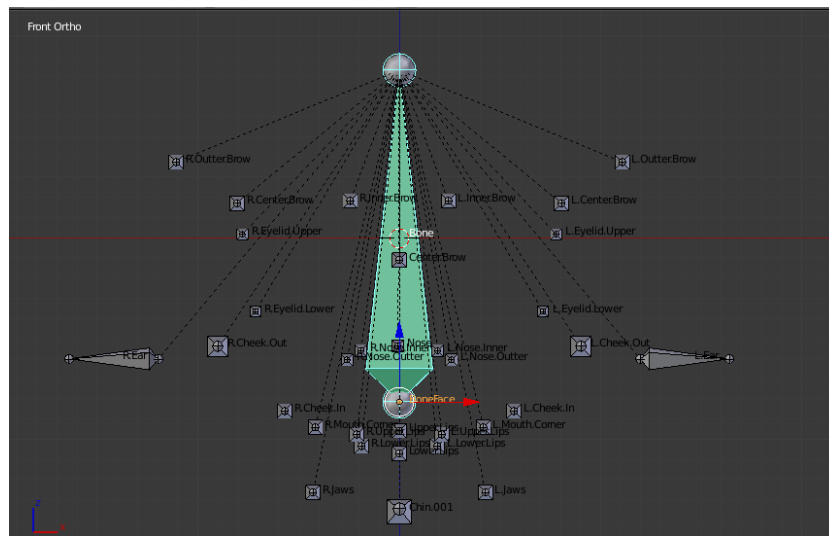 Front Ortho
R.Outter.Brow
L.Outter.Brow
R.Center.Brow
R.Inner.Brow
L.Inner.Brow
L.Center.Brow
R.Eyelid.Upper
Bone
L.Eyelid.Upper
Center.Brow
R.Eyelid.Lower
L.Eyelid.Lower
R.Ear
R.Cheek.Out
R.Nose.Inner
Nose
L.Nose.Inner
L.Cheek.Out
L.Ear
R.Nose.Outter
L.Nose.Outter
BoneFace
R.Cheek.In
L.Cheek.In
R.Mouth.Corner
R.Upper.Lips
Upper.Lips
L.Upper.Lips
L.Mouth.Corner
R.Lower.Lips
Lower.Lips
L.Lower.Lips
R.Jaws
L.Jaws
Chin.001
z
x